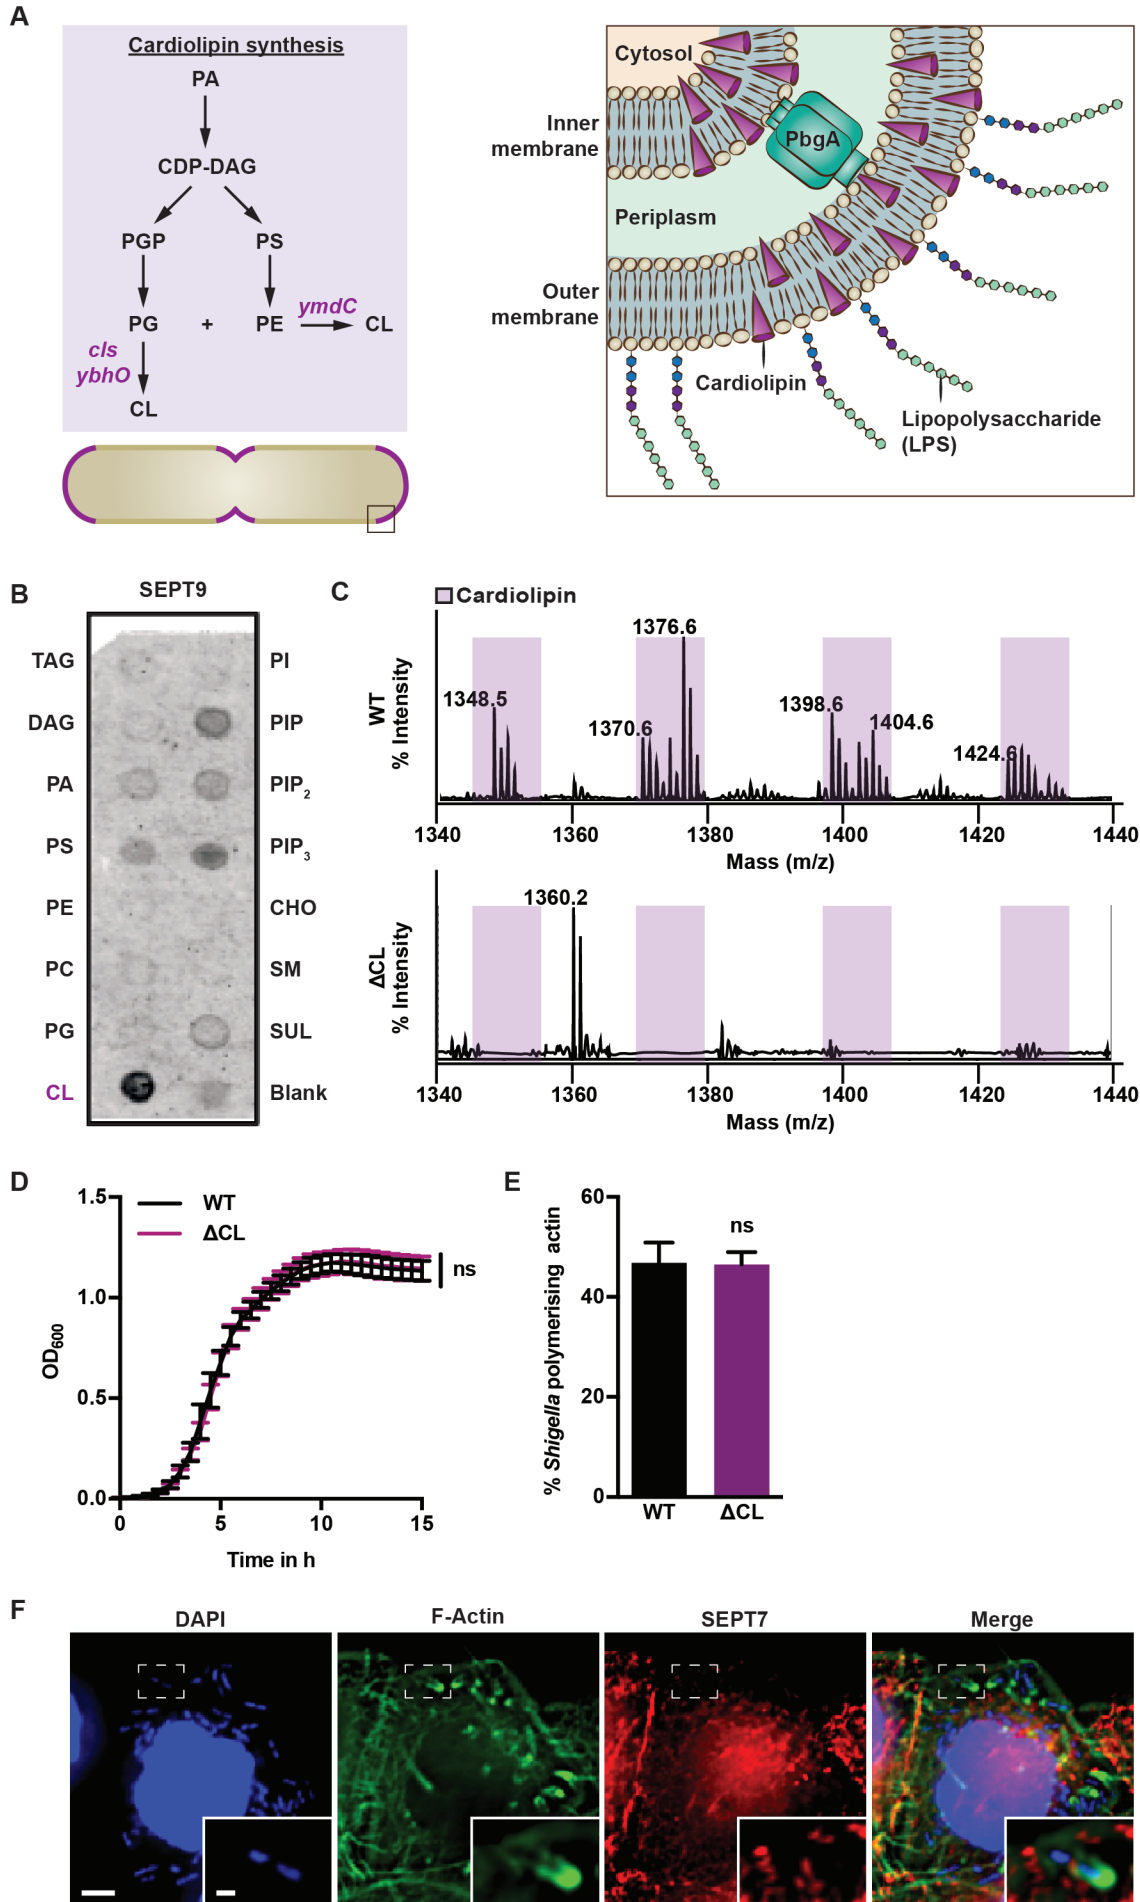 A
Cardiolipin synthesis
PA
CDP-DAG
PGP
PS
PG
+
PE
ymdC
CL
cls
ybhO
CL
Cytosol
Inner
membrane
PbgA
Periplasm
Outer
membrane
Cardiolipin
Lipopolysaccharide
(LPS)
B
SEPT9
TAG
PI
DAG
PIP
PA
PIP2
PS
PIP3
PE
CHO
PC
SM
PG
SUL
CL
Blank
C
Cardiolipin
WT
% Intensity
1348.5
1370.6
1376.6
1398.6
1404.6
1424.6
1340 1360 1380 1400 1420 1440
Mass (m/z)
ΔCL
% Intensity
1360.2
1340 1360 1380 1400 1420 1440
Mass (m/z)
D
WT
ΔCL
1.5
1.0
0.5
0.0
OD600
ns
0 5 10 15
Time in h
E
% Shigella polymerising actin
60
40
20
0
ns
WT ΔCL
F
DAPI
F-Actin
SEPT7
Merge